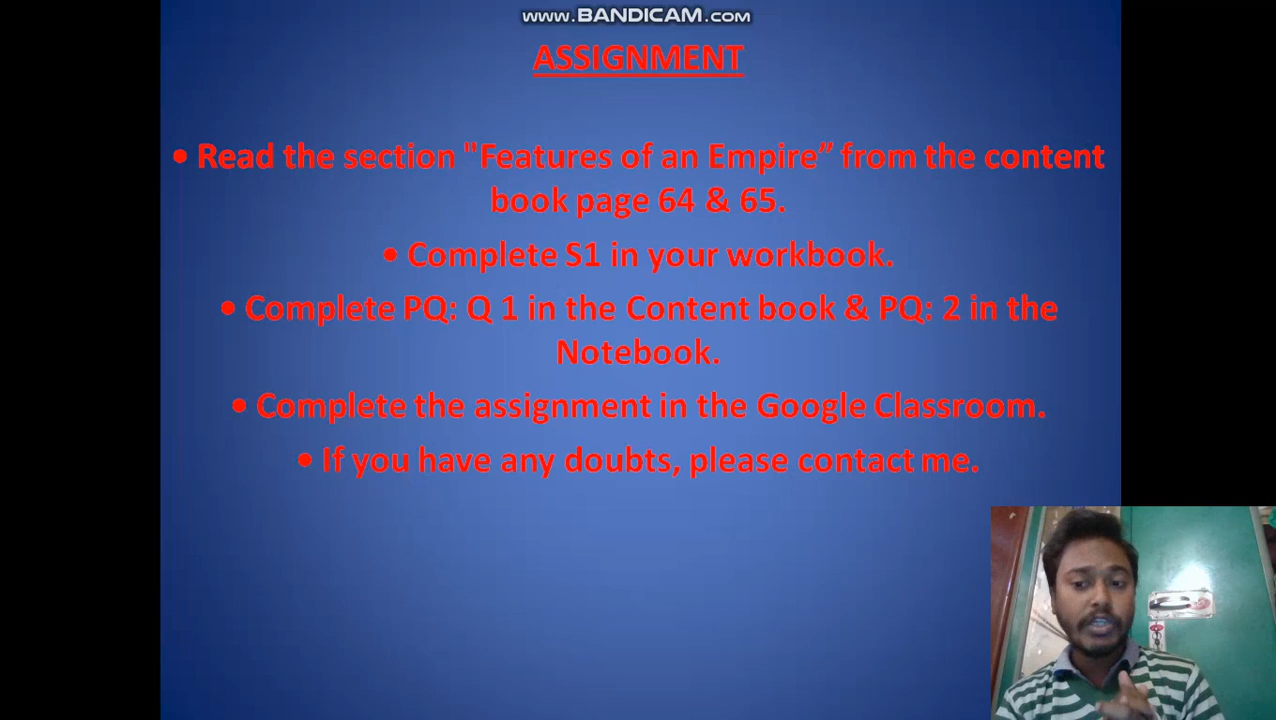 www.BANDICAM.com
ASSIGNMENT
• Read the section "Features of an Empire” from the content
book page 64 & 65.
• Complete S1 in your workbook.
• Complete PQ: Q 1 in the Content book & PQ: 2 in the
Notebook.
• Complete the assignment in the Google Classroom.
• If you have any doubts, please contact me.